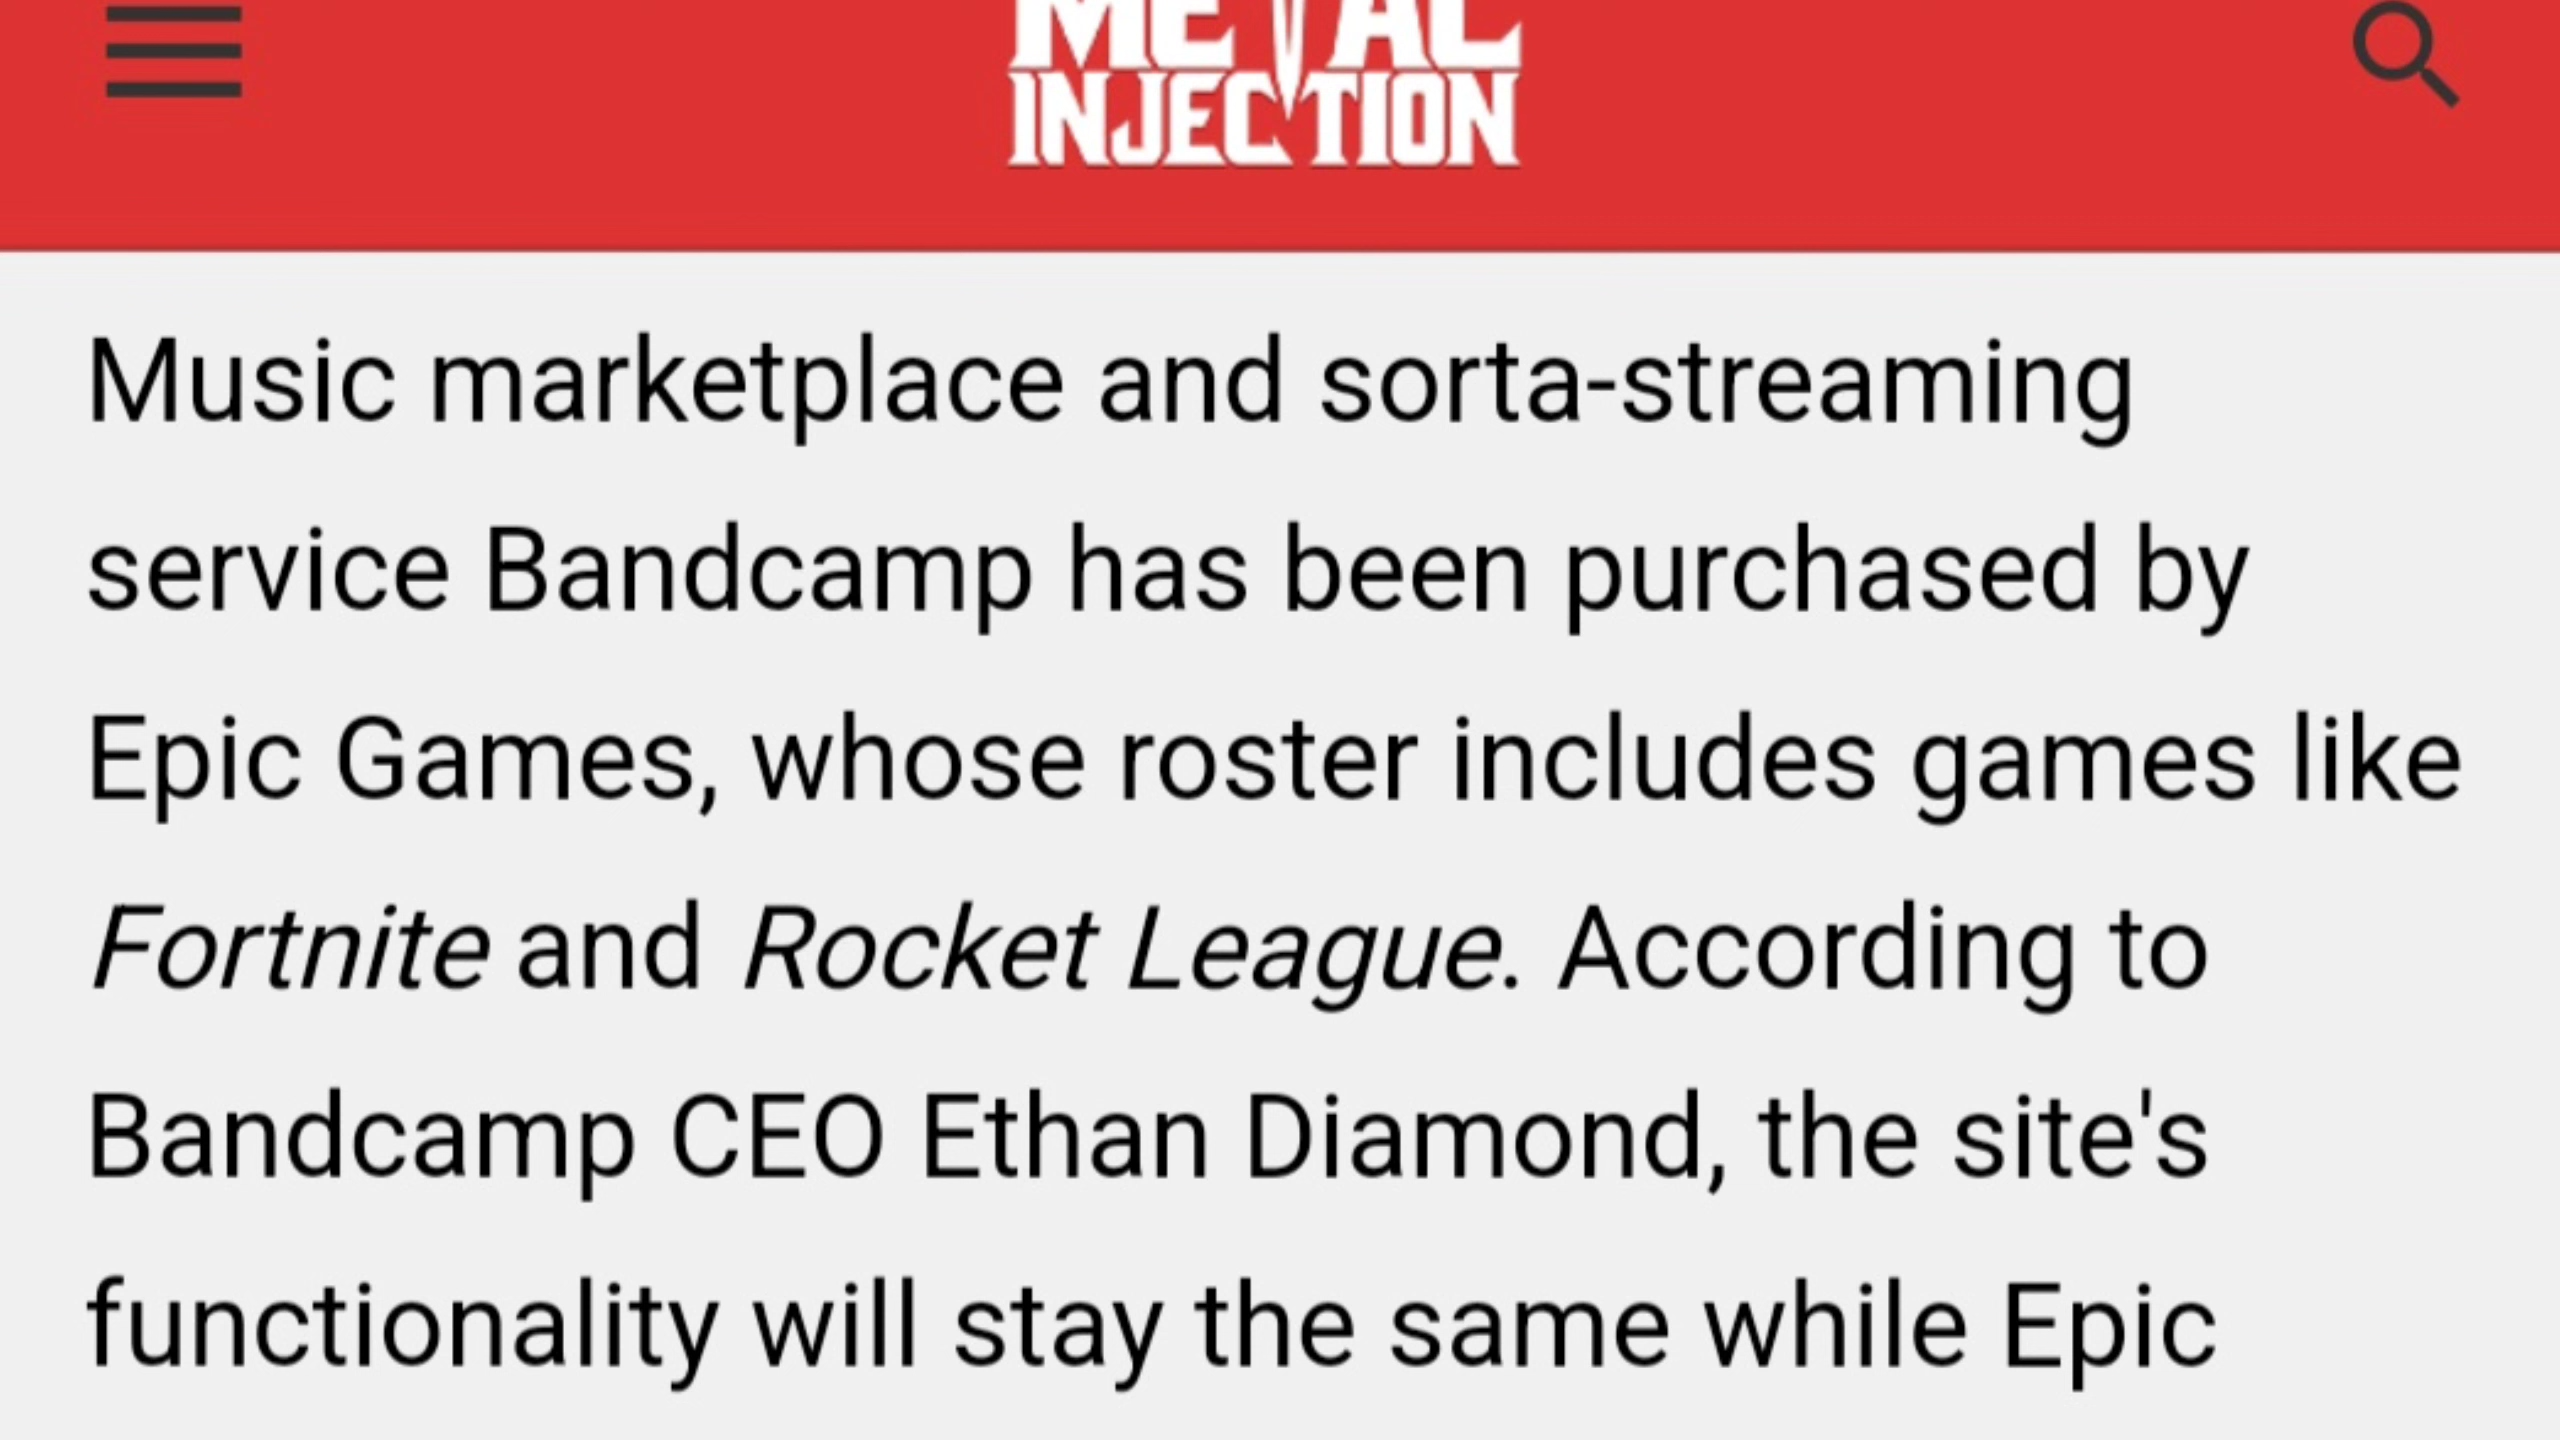 METAL
INJECTION
Music marketplace and sorta-streaming
service Bandcamp has been purchased by
Epic Games, whose roster includes games like
Fortnite and Rocket League. According to
Bandcamp CEO Ethan Diamond, the site's
functionality will stay the same while Epic